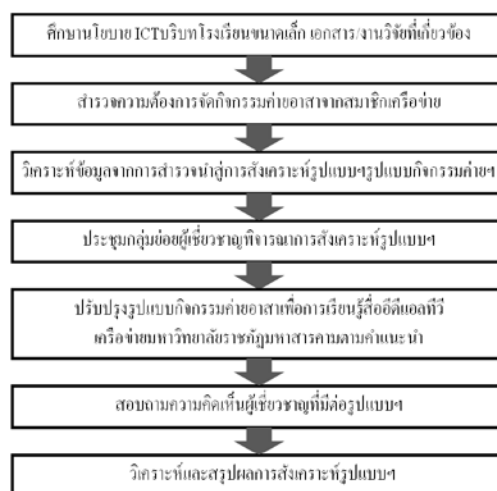 ศึกษานโยบาย ICTบริบทโรงเรียนขนาดเล็ก เอกสาร/งานวิจัยที่เกี่ยวข้อง
สำรวจความต้องการจัดกิจกรรมค่ายอาสาจากสมาชิกเครือข่าย
วิเคราะห์ข้อมูลจากการสำรวจนำสู่การสังเคราะห์รูปแบบฯรูปแบบกิจกรรมค่ายฯ
ประชุมกลุ่มย่อยผู้เชี่ยวชาญพิจารณาการสังเคราะห์รูปแบบฯ
ปรับปรุงรูปแบบกิจกรรมค่ายอาสาเพื่อการเรียนรู้สื่ออีดีแอลทีวี
เครือข่ายมหาวิทยาลัยราชภัฏมหาสารคามตามคำแนะนำ
สอบถามความคิดเห็นผู้เชี่ยวชาญที่มีต่อรูปแบบฯ
วิเคราะห์และสรุปผลการสังเคราะห์รูปแบบฯ